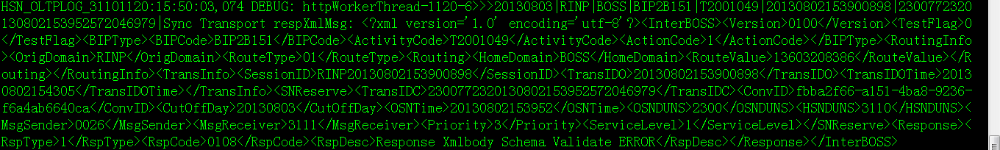 HSN_OLTPLOG_31101120:15:50:03,074 DEBUG: httpWorkerThread-1120-6>>>20130803|RINP|BOSS|BIP2B151|T2001049|20130802153900898|2300772320
130802153952572046979|Sync Transport respXmlMsg: <?xml version='1.0' encoding='utf-8'?><InterBOSS><Version>0100</Version><TestFlag>0
</TestFlag><BIPType><BIPCode>BIP2B151</BIPCode><ActivityCode>T2001049</ActivityCode><ActionCode>1</ActionCode></BIPType><RoutingInfo
><OrigDomain>RINP</OrigDomain><RouteType>01</RouteType><Routing><HomeDomain>BOSS</HomeDomain><RouteValue>13603208386</RouteValue></R
outing></RoutingInfo><TransInfo><SessionID>RINP20130802153900898</SessionID><TransIDO>20130802153900898</TransIDO><TransIDOTime>2013
0802154305</TransIDOTime></TransInfo><SNReserve><TransIDC>2300772320130802153952572046979</TransIDC><ConvID>fbba2f66-a151-4ba8-9236-
f6a4ab6640ca</ConvID><CutOffDay>20130803</CutOffDay><OSNTime>20130802153952</OSNTime><OSNDUNS>2300</OSNDUNS><HSNDUNS>3110</HSNDUNS><
MsgSender>0026</MsgSender><MsgReceiver>3111</MsgReceiver><Priority>3</Priority><ServiceLevel>1</ServiceLevel></SNReserve><Response><
RspType>1</RspType><RspCode>0108</RspCode><RspDesc>Response Xmlbody Schema Validate ERROR</RspDesc></Response></InterBOSS>